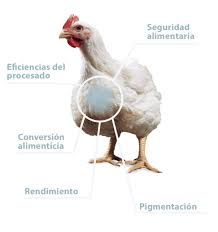 Seguridad
alimentaria
Eficiencias del
procesado
Conversión
alimenticia
Rendimiento
Pigmentación